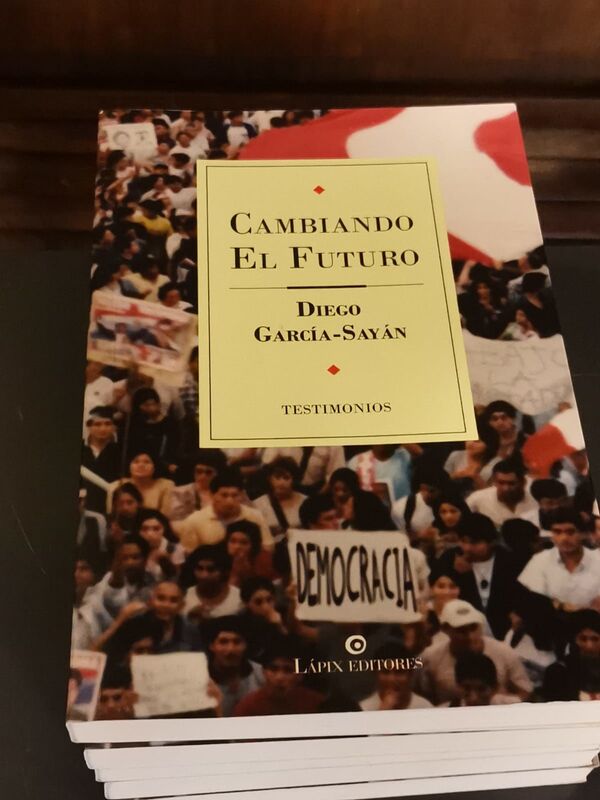 CAMBIANDO
EL FUTURO
DIEGO
GARCÍA-SAYÁN
TESTIMONIOS
DEMOCRACIA
LÁPIX EDITORES